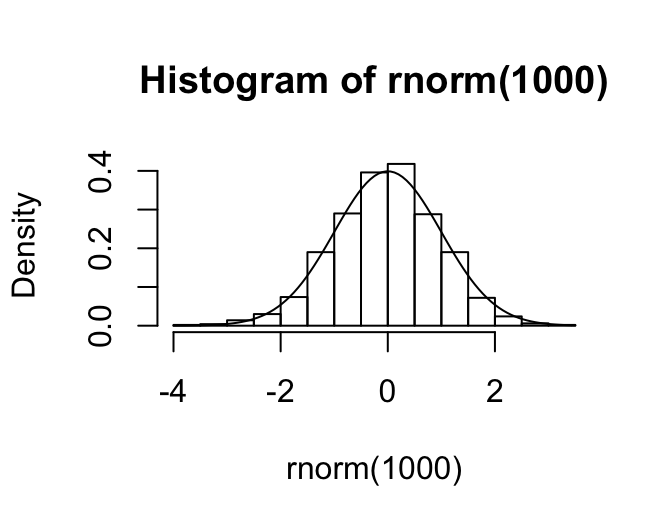 Histogram of rnorm(1000)
Density
0.4
0.2
0.0
-4 -2 0 2
rnorm(1000)